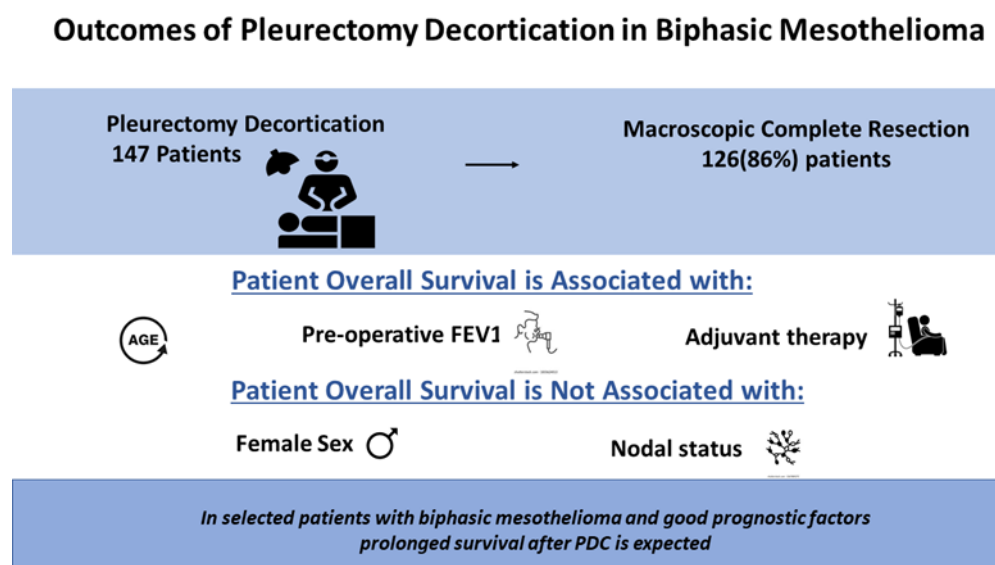 Outcomes of Pleurectomy Decortication in Biphasic Mesothelioma
Pleurectomy Decortication
147 Patients
Macroscopic Complete Resection
126(86%) patients
Patient Overall Survival is Associated with:
AGE
Pre-operative FEV1
Adjuvant therapy
Patient Overall Survival is Not Associated with:
Female Sex
Nodal status
In selected patients with biphasic mesothelioma and good prognostic factors
prolonged survival after PDC is expected